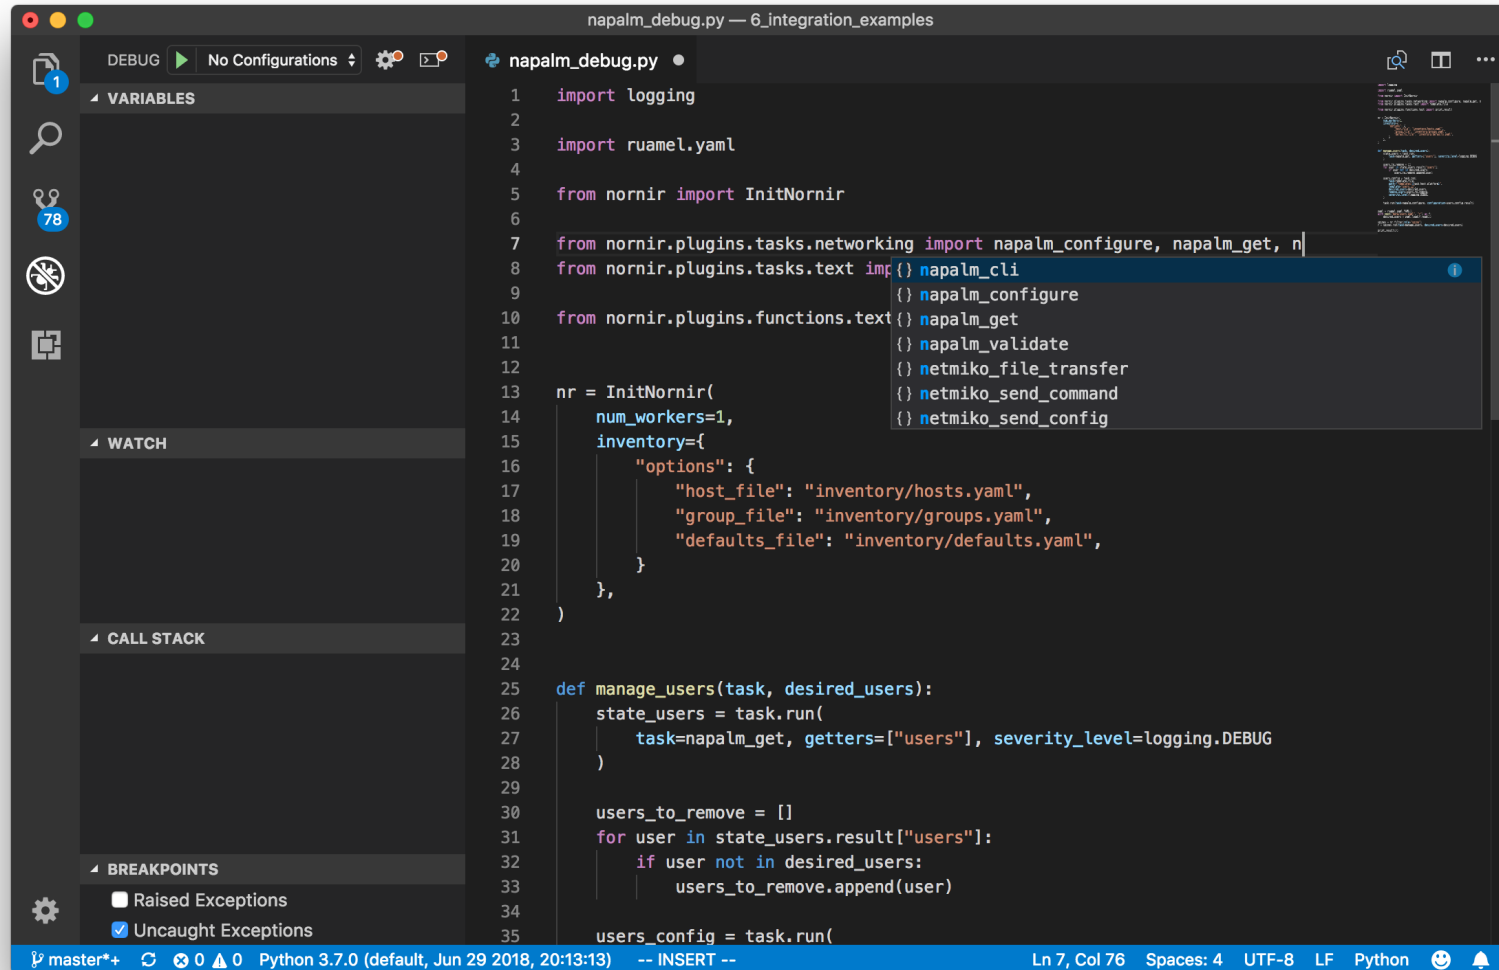 napalm_debug.py — 6_integration_examples
DEBUG No Configurations
napalm_debug.py
1
78
VARIABLES
WATCH
CALL STACK
BREAKPOINTS
Raised Exceptions
Uncaught Exceptions
1 import logging
2
3 import ruamel.yaml
4
5 from nornir import InitNornir
6
7 from nornir.plugins.tasks.networking import napalm_configure, napalm_get, n
8 from nornir.plugins.tasks.text imp
9
10 from nornir.plugins.functions.text
11
12
13 nr = InitNornir(
14 num_workers=1,
15 inventory={
16 "options": {
17 "host_file": "inventory/hosts.yaml",
18 "group_file": "inventory/groups.yaml",
19 "defaults_file": "inventory/defaults.yaml",
20 }
21 },
22 )
23
24
25 def manage_users(task, desired_users):
26 state_users = task.run(
27 task=napalm_get, getters=["users"], severity_level=logging.DEBUG
28 )
29
30 users_to_remove = []
31 for user in state_users.result["users"]:
32 if user not in desired_users:
33 users_to_remove.append(user)
34
35 users_config = task.run(
{} napalm_cli
{} napalm_configure
{} napalm_get
{} napalm_validate
{} netmiko_file_transfer
{} netmiko_send_command
{} netmiko_send_config
master*+ 0 0 Python 3.7.0 (default, Jun 29 2018, 20:13:13) -- INSERT -- Ln 7, Col 76 Spaces: 4 UTF-8 LF Python